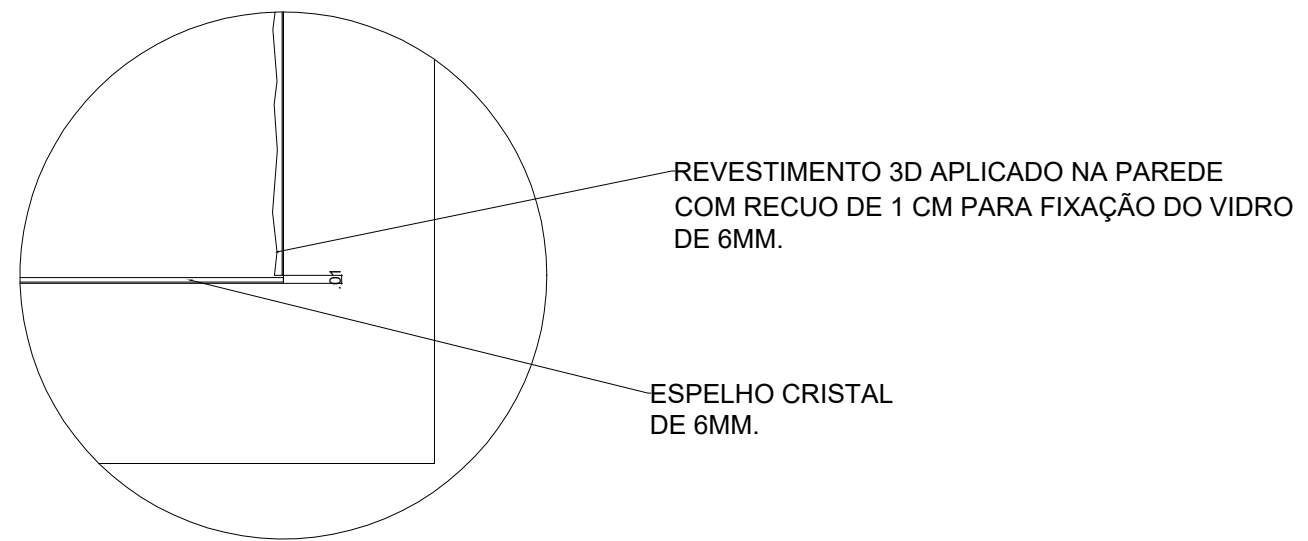 REVESTIMENTO 3D APLICADO NA PAREDE
COM RECUO DE 1 CM PARA FIXAÇÃO DO VIDRO
DE 6MM.
.01
ESPELHO CRISTAL
DE 6MM.